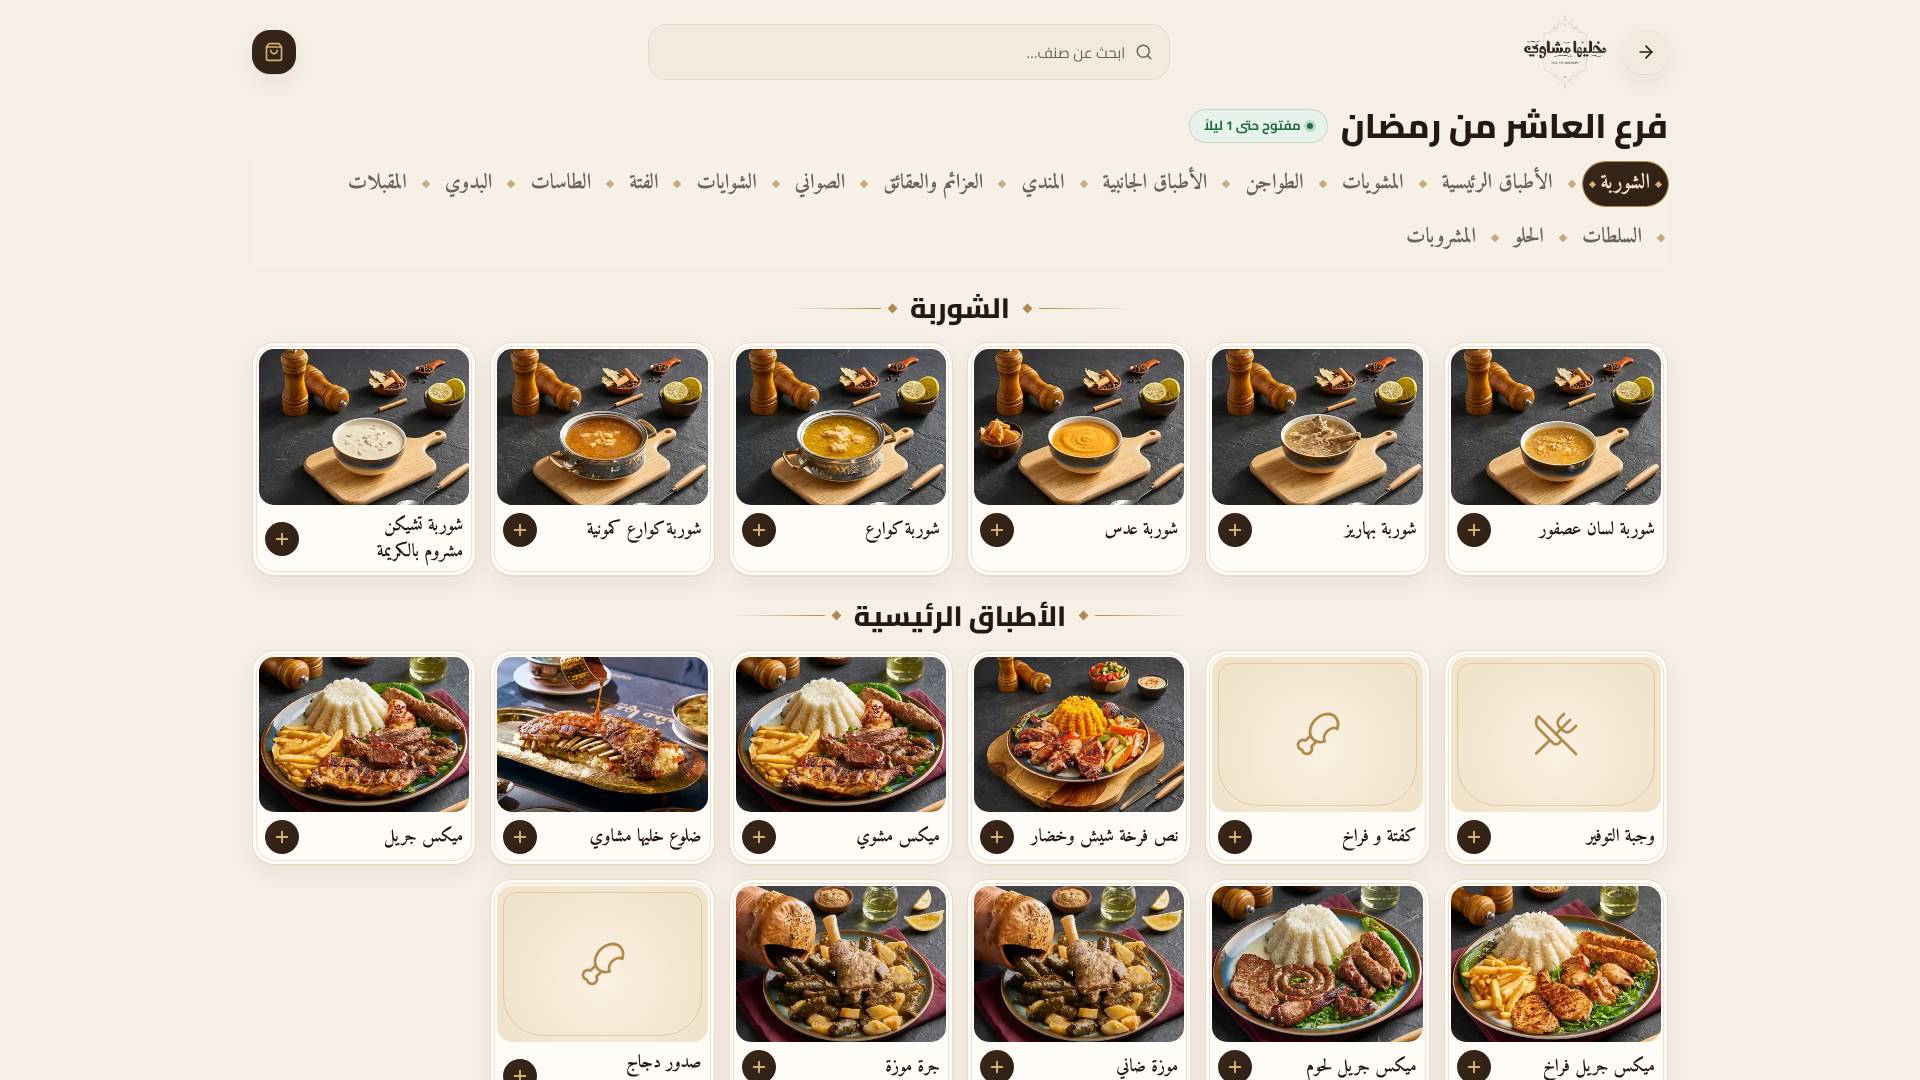 خليها مشاوي
ابحث عن صنف...
فرع العاشر من رمضان
مفتوح حتى 1 ليلاً
الشوربة
الأطباق الرئيسية
المشويات
الطواجن
الأطباق الجانبية
المندي
العزائم والعقائق
الصواني
الشوايات
الفتة
الطاسات
البدوي
المقبلات
السلطات
الحلو
المشروبات
الشوربة
شوربة لسان عصفور
شوربة بهاريز
شوربة عدس
شوربة كوارع
شوربة كوارع كمونية
شوربة تشيكن
مشروم بالكريمة
الأطباق الرئيسية
وجبة التوفير
كفتة و فراخ
نص فرخة شيش وخضار
ميكس مشوي
ضلوع خليها مشاوي
ميكس جريل
ميكس جريل فراخ
ميكس جريل لحوم
موزة ضاني
جرة موزة
صدور دجاج